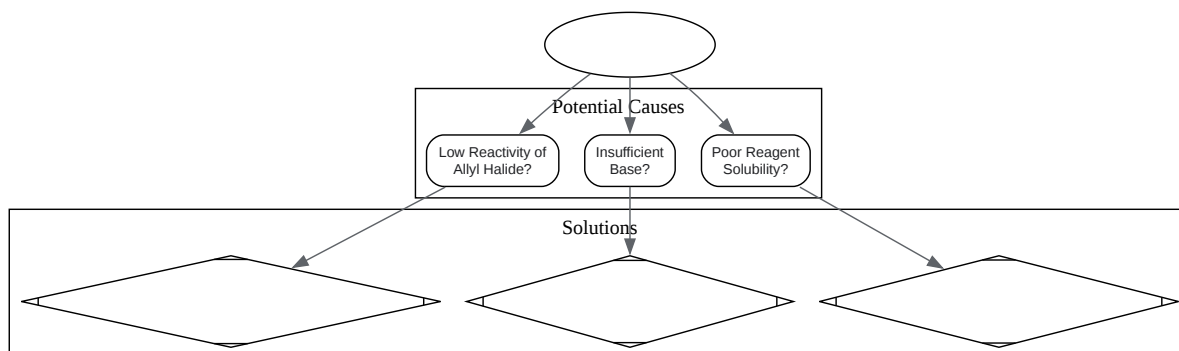 Potential Causes
Low Reactivity of
Allyl Halide?
Insufficient
Base?
Poor Reagent
Solubility?
Solutions